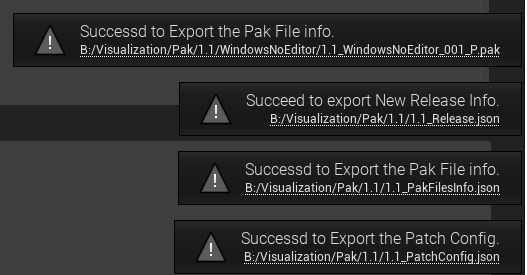 Successd to Export the Pak File info.
B:/Visualization/Pak/1.1/WindowsNoEditor/1.1_WindowsNoEditor_001_P.pak
Succeed to export New Release Info.
B:/Visualization/Pak/1.1/1.1_Release.json
Successd to Export the Pak File info.
B:/Visualization/Pak/1.1/1.1_PakFilesInfo.json
Successd to Export the Patch Config.
B:/Visualization/Pak/1.1/1.1_PatchConfig.json